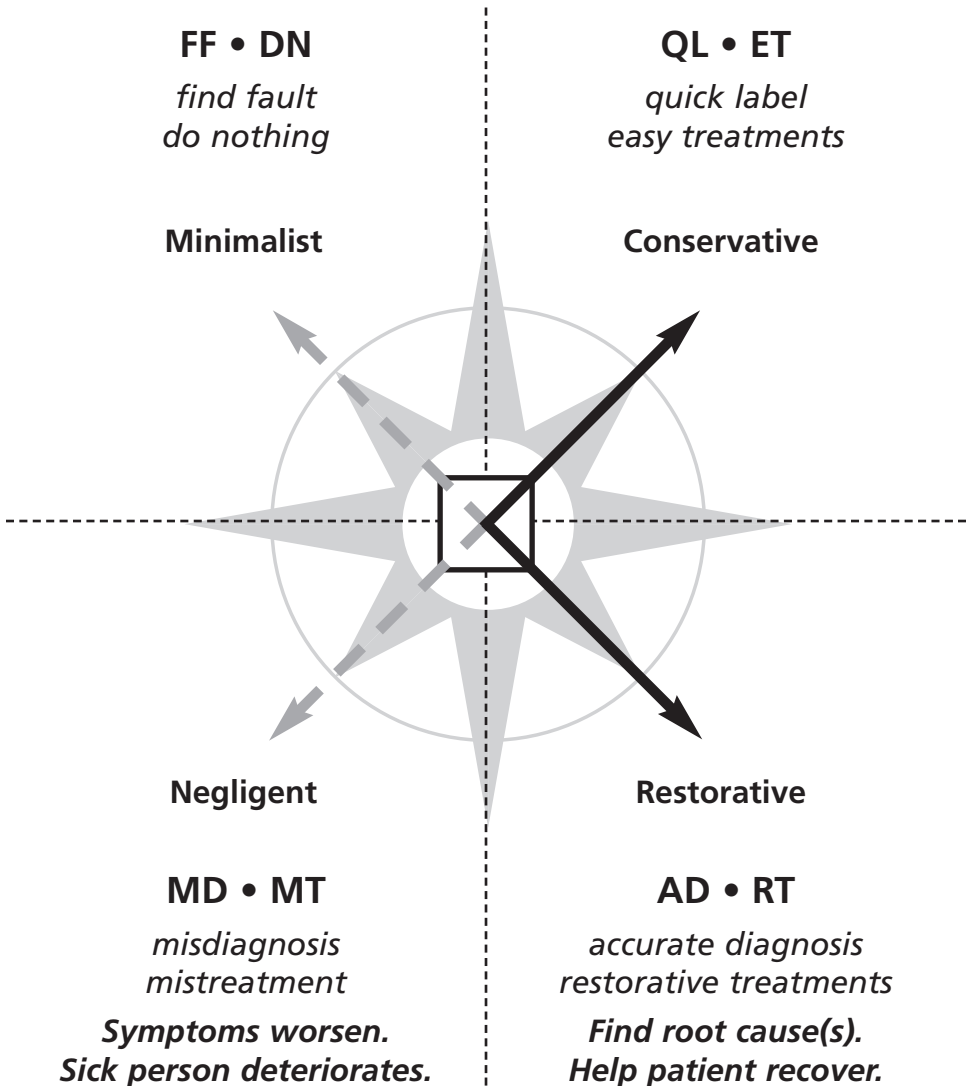 FF • DN
find fault
do nothing
Minimalist
QL • ET
quick label
easy treatments
Conservative
Negligent
MD • MT
misdiagnosis
mistreatment
Symptoms worsen.
Sick person deteriorates.
Restorative
AD • RT
accurate diagnosis
restorative treatments
Find root cause(s).
Help patient recover.